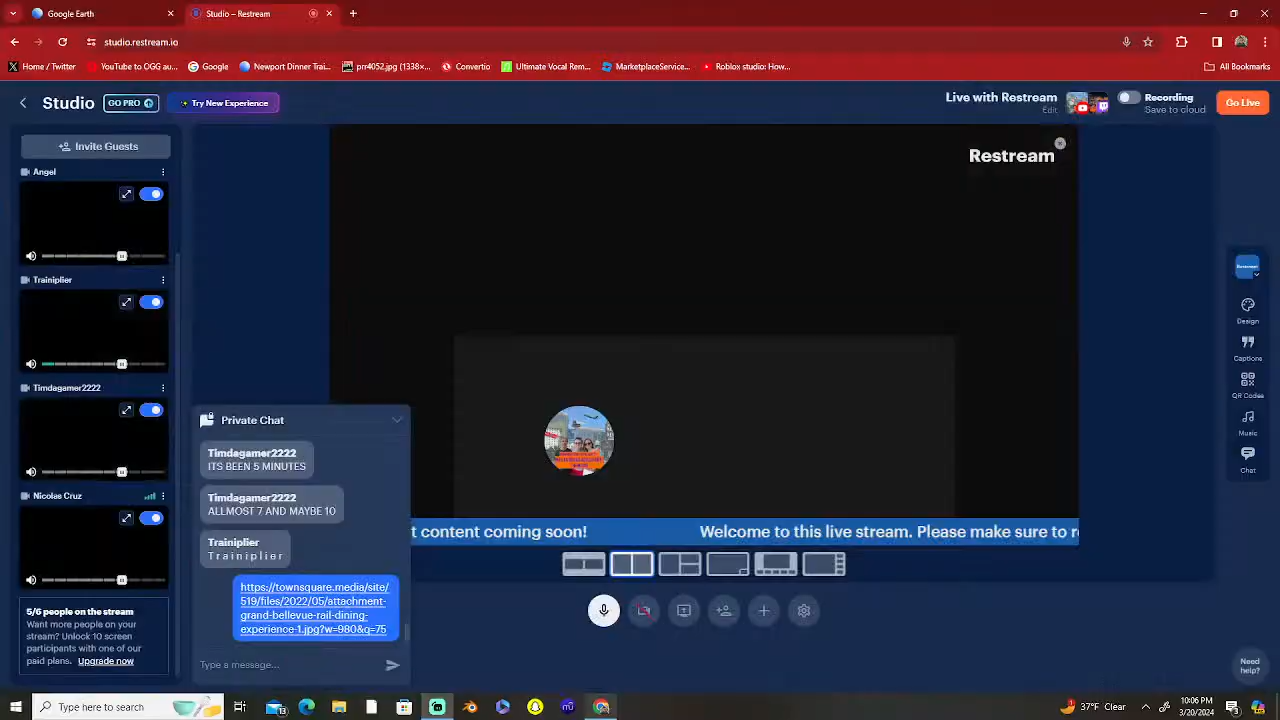 Google Earth
Studio – Restream
studio.restream.io
Home / Twitter
YouTube to OGG au...
Google
Newport Dinner Trai...
prr4052.jpg (1338×...
Convertio
Ultimate Vocal Rem...
MarketplaceService...
Roblox studio: How...
All Bookmarks
Studio
GO PRO
Try New Experience
Live with Restream
Edit
Recording
Save to cloud
Go Live
Invite Guests
Angel
Restream
Trainiplier
Timdagamer2222
Nicolas Cruz
5/6 people on the stream
Want more people on your
stream? Unlock 10 screen
participants with one of our
paid plans. Upgrade now
Private Chat
Timdagamer2222
ITS BEEN 5 MINUTES
Timdagamer2222
ALLMOST 7 AND MAYBE 10
Trainiplier
T r a i n i p l i e r
https://townsquare.media/site/
519/files/2022/05/attachment-
grand-bellevue-rail-dining-
experience-1.jpg?w=980&q=75
Type a message...
t content coming soon!
Welcome to this live stream. Please make sure to r
Design
Captions
QR Codes
Music
Chat
Need
help?
Type here to search
37°F Clear
10:06 PM
3/20/2024